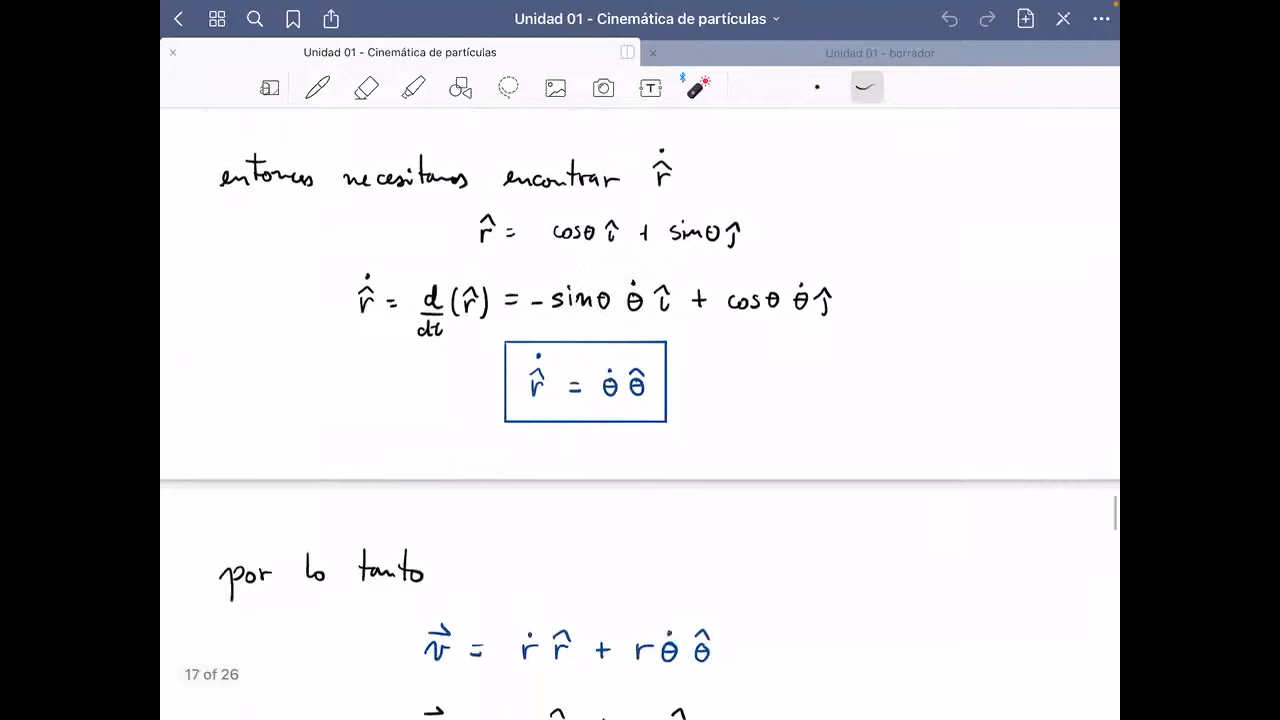 Unidad 01 - Cinemática de partículas
Unidad 01 - Cinemática de partículas
Unidad 01 - borrador
T
entonces necesitamos encontrar r̂̇
r̂ = cosθ î + sinθ ĵ
r̂̇ = d/dt (r̂) = - sinθ θ̇ î + cosθ θ̇ ĵ
r̂̇ = θ̇ θ̂
por lo tanto
v⃗ = ṙ r̂ + r θ̇ θ̂
17 of 26